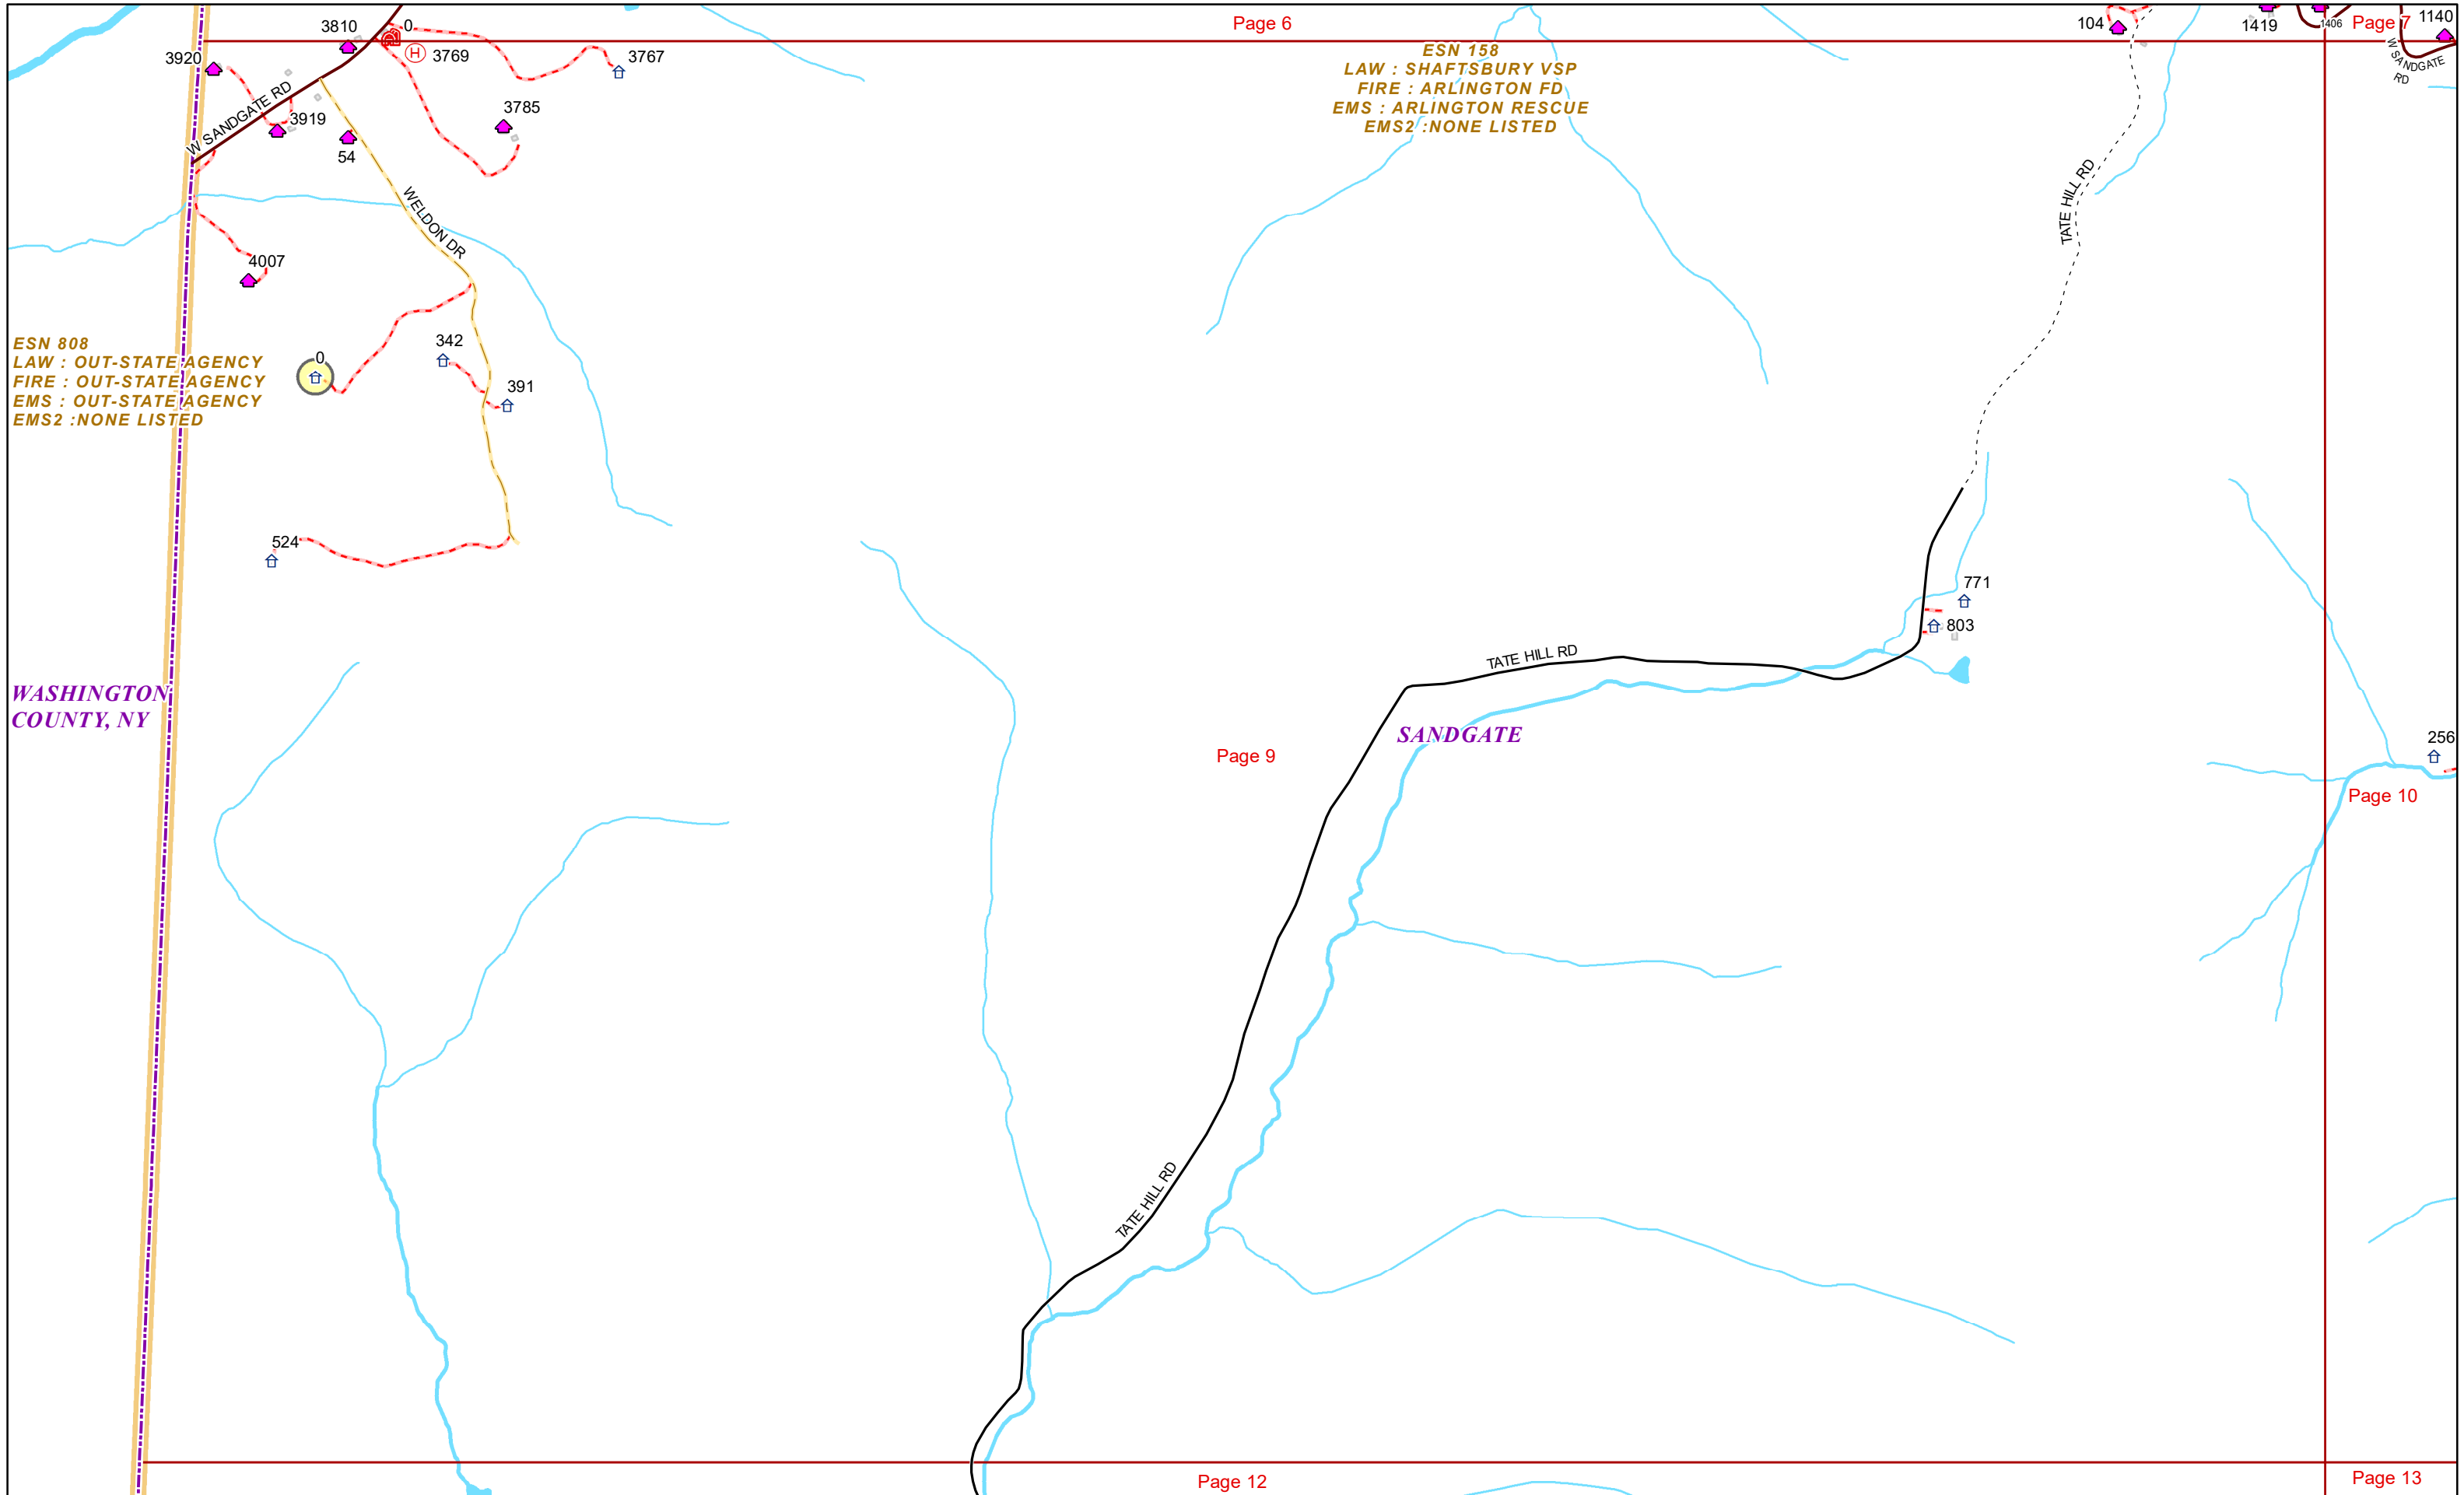 Page 6
Page 7
3810
0
H
3769
3767
3920
W SANDGATE RD
3919
3785
54
104
1419
1406
1140
W SANDGATE
RD
ESN 158
LAW : SHAFTSBURY VSP
FIRE : ARLINGTON FD
EMS : ARLINGTON RESCUE
EMS2 :NONE LISTED
TATE HILL RD
WELDON DR
4007
ESN 808
LAW : OUT-STATE AGENCY
FIRE : OUT-STATE AGENCY
EMS : OUT-STATE AGENCY
EMS2 :NONE LISTED
0
342
391
524
771
803
TATE HILL RD
WASHINGTON
COUNTY, NY
SANDGATE
Page 9
256
Page 10
TATE HILL RD
Page 12
Page 13